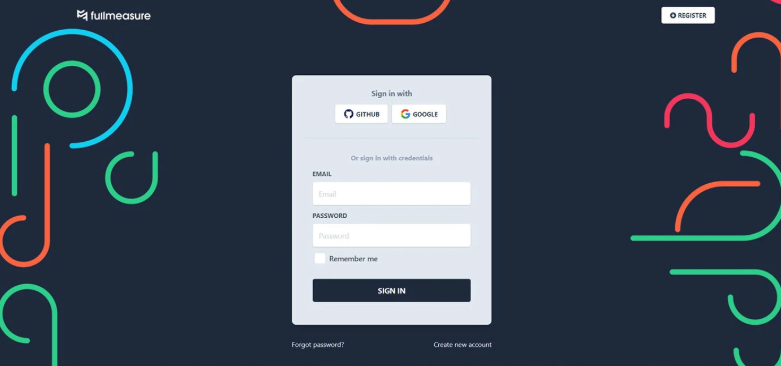 fullmeasure
REGISTER
Sign in with
GITHUB
GOOGLE
Or sign in with credentials
EMAIL
Email
PASSWORD
Password
Remember me
SIGN IN
Forgot password?
Create new account